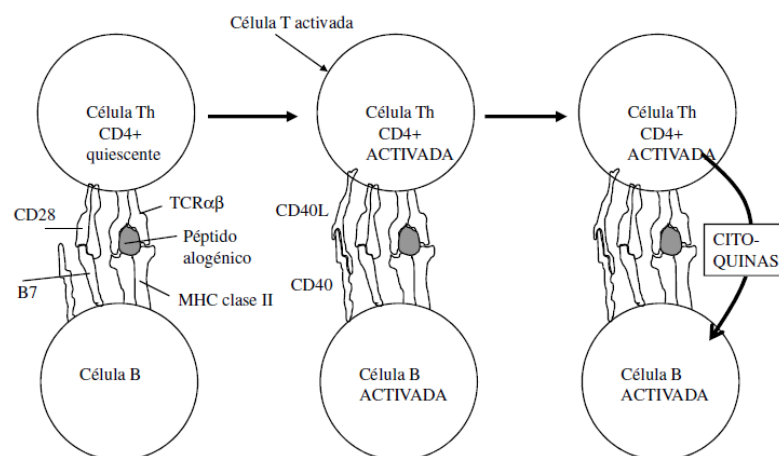 Célula T activada
Célula Th
CD4+
quiescente
Célula Th
CD4+
ACTIVADA
Célula Th
CD4+
ACTIVADA
CD28
TCRαβ
Péptido
alogénico
B7
MHC clase II
CD40L
CD40
CITO-
QUINAS
Célula B
Célula B
ACTIVADA
Célula B
ACTIVADA